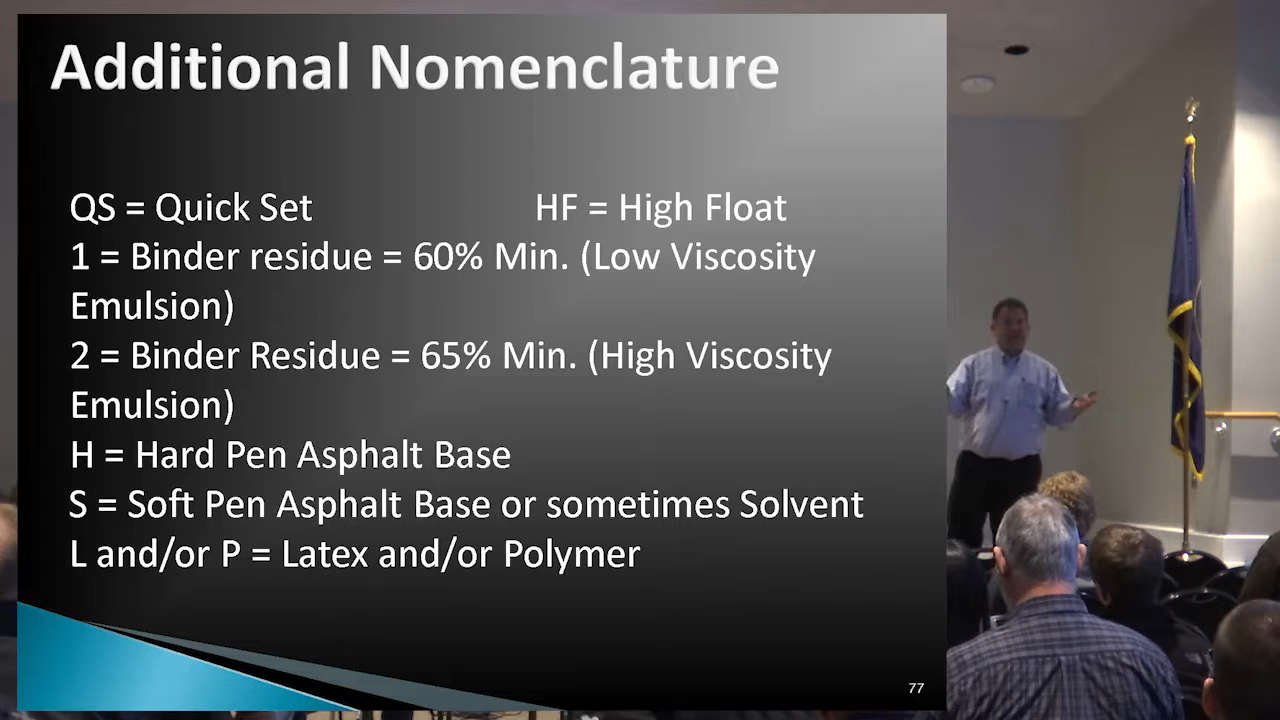 Additional Nomenclature
QS = Quick Set HF = High Float
1 = Binder residue = 60% Min. (Low Viscosity
Emulsion)
2 = Binder Residue = 65% Min. (High Viscosity
Emulsion)
H = Hard Pen Asphalt Base
S = Soft Pen Asphalt Base or sometimes Solvent
L and/or P = Latex and/or Polymer
77